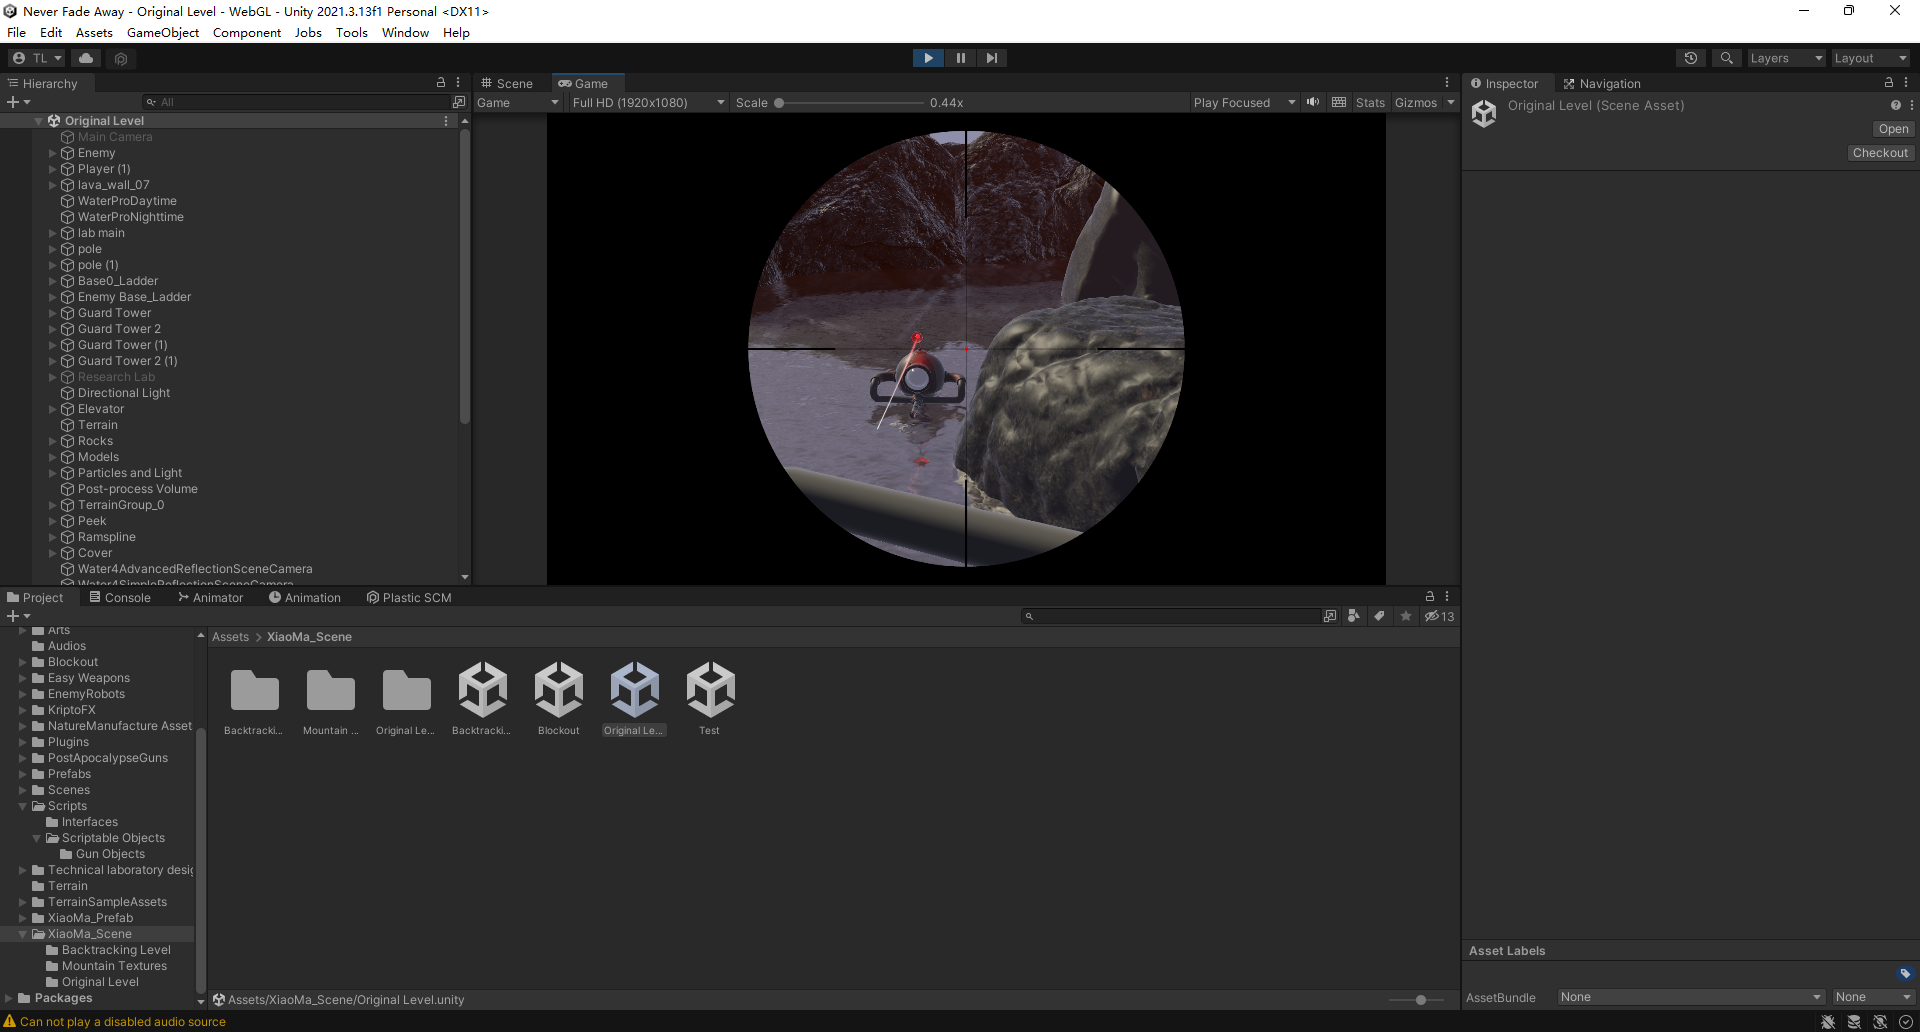 Never Fade Away - Original Level - WebGL - Unity 2021.3.13f1 Personal <DX11>
File Edit Assets GameObject Component Jobs Tools Window Help
TL Layers Layout
Hierarchy
All
Original Level
Main Camera
Enemy
Player (1)
lava_wall_07
WaterProDaytime
WaterProNighttime
lab main
pole
pole (1)
Base0_Ladder
Enemy Base_Ladder
Guard Tower
Guard Tower 2
Guard Tower (1)
Guard Tower 2 (1)
Research Lab
Directional Light
Elevator
Terrain
Rocks
Models
Particles and Light
Post-process Volume
TerrainGroup_0
Peek
Ramspline
Cover
Water4AdvancedReflectionSceneCamera
Water4SimpleReflectionSceneCamera
Scene Game
Game Full HD (1920x1080) Scale 0.44x Play Focused Stats Gizmos
Inspector Navigation
Original Level (Scene Asset)
Open
Checkout
Project Console Animator Animation Plastic SCM
13
Arts
Audios
Blockout
Easy Weapons
EnemyRobots
KriptoFX
NatureManufacture Asset
Plugins
PostApocalypseGuns
Prefabs
Scenes
Scripts
Interfaces
Scriptable Objects
Gun Objects
Technical laboratory desig
Terrain
TerrainSampleAssets
XiaoMa_Prefab
XiaoMa_Scene
Backtracking Level
Mountain Textures
Original Level
Packages
Assets > XiaoMa_Scene
Backtracki... Mountain ... Original Le... Backtracki... Blockout Original Le... Test
Assets/XiaoMa_Scene/Original Level.unity
Asset Labels
AssetBundle None None
Can not play a disabled audio source